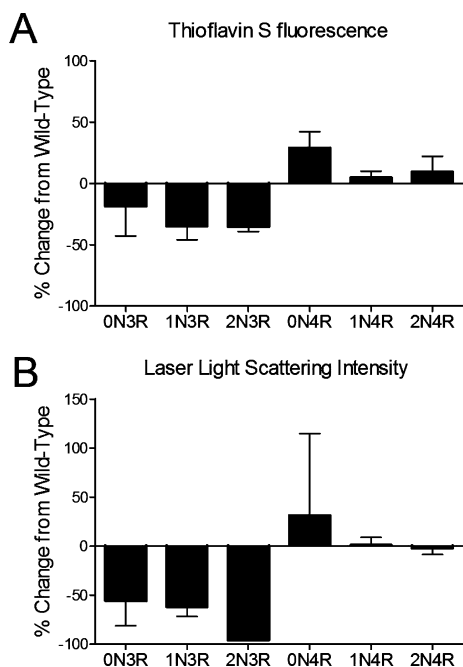 A
Thioflavin S fluorescence
% Change from Wild-Type
100
50
0
-50
-100
0N3R 1N3R 2N3R 0N4R 1N4R 2N4R
B
Laser Light Scattering Intensity
% Change from Wild-Type
150
100
50
0
-50
-100
0N3R 1N3R 2N3R 0N4R 1N4R 2N4R